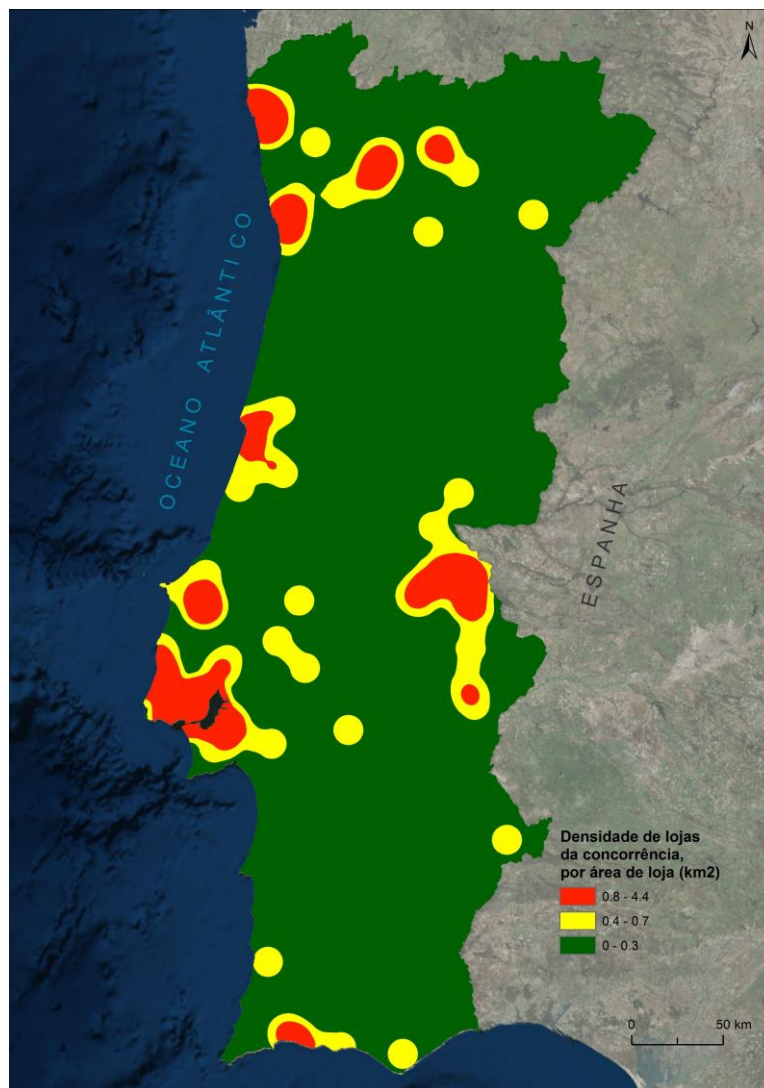 N
OCEANO ATLÂNTICO
ESPANHA
Densidade de lojas
da concorrência,
por área de loja (km2)
0.8 - 4.4
0.4 - 0.7
0 - 0.3
0 50 km